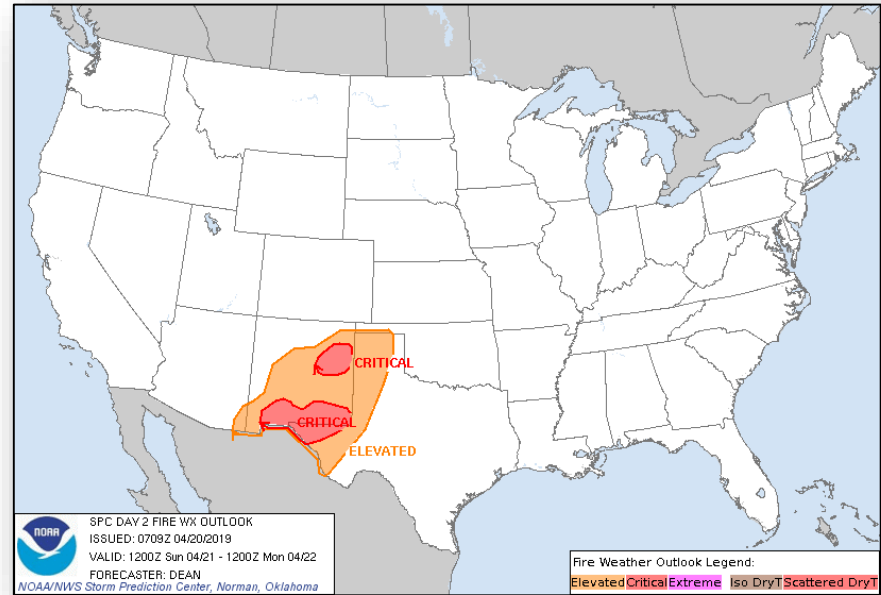 CRITICAL
CRITICAL
ELEVATED
NOAA
SPC DAY 2 FIRE WX OUTLOOK
ISSUED: 0709Z 04/20/2019
VALID: 1200Z Sun 04/21 - 1200Z Mon 04/22
FORECASTER: DEAN
NOAA/NWS Storm Prediction Center, Norman, Oklahoma
Fire Weather Outlook Legend:
Elevated Critical Extreme Iso DryT Scattered DryT